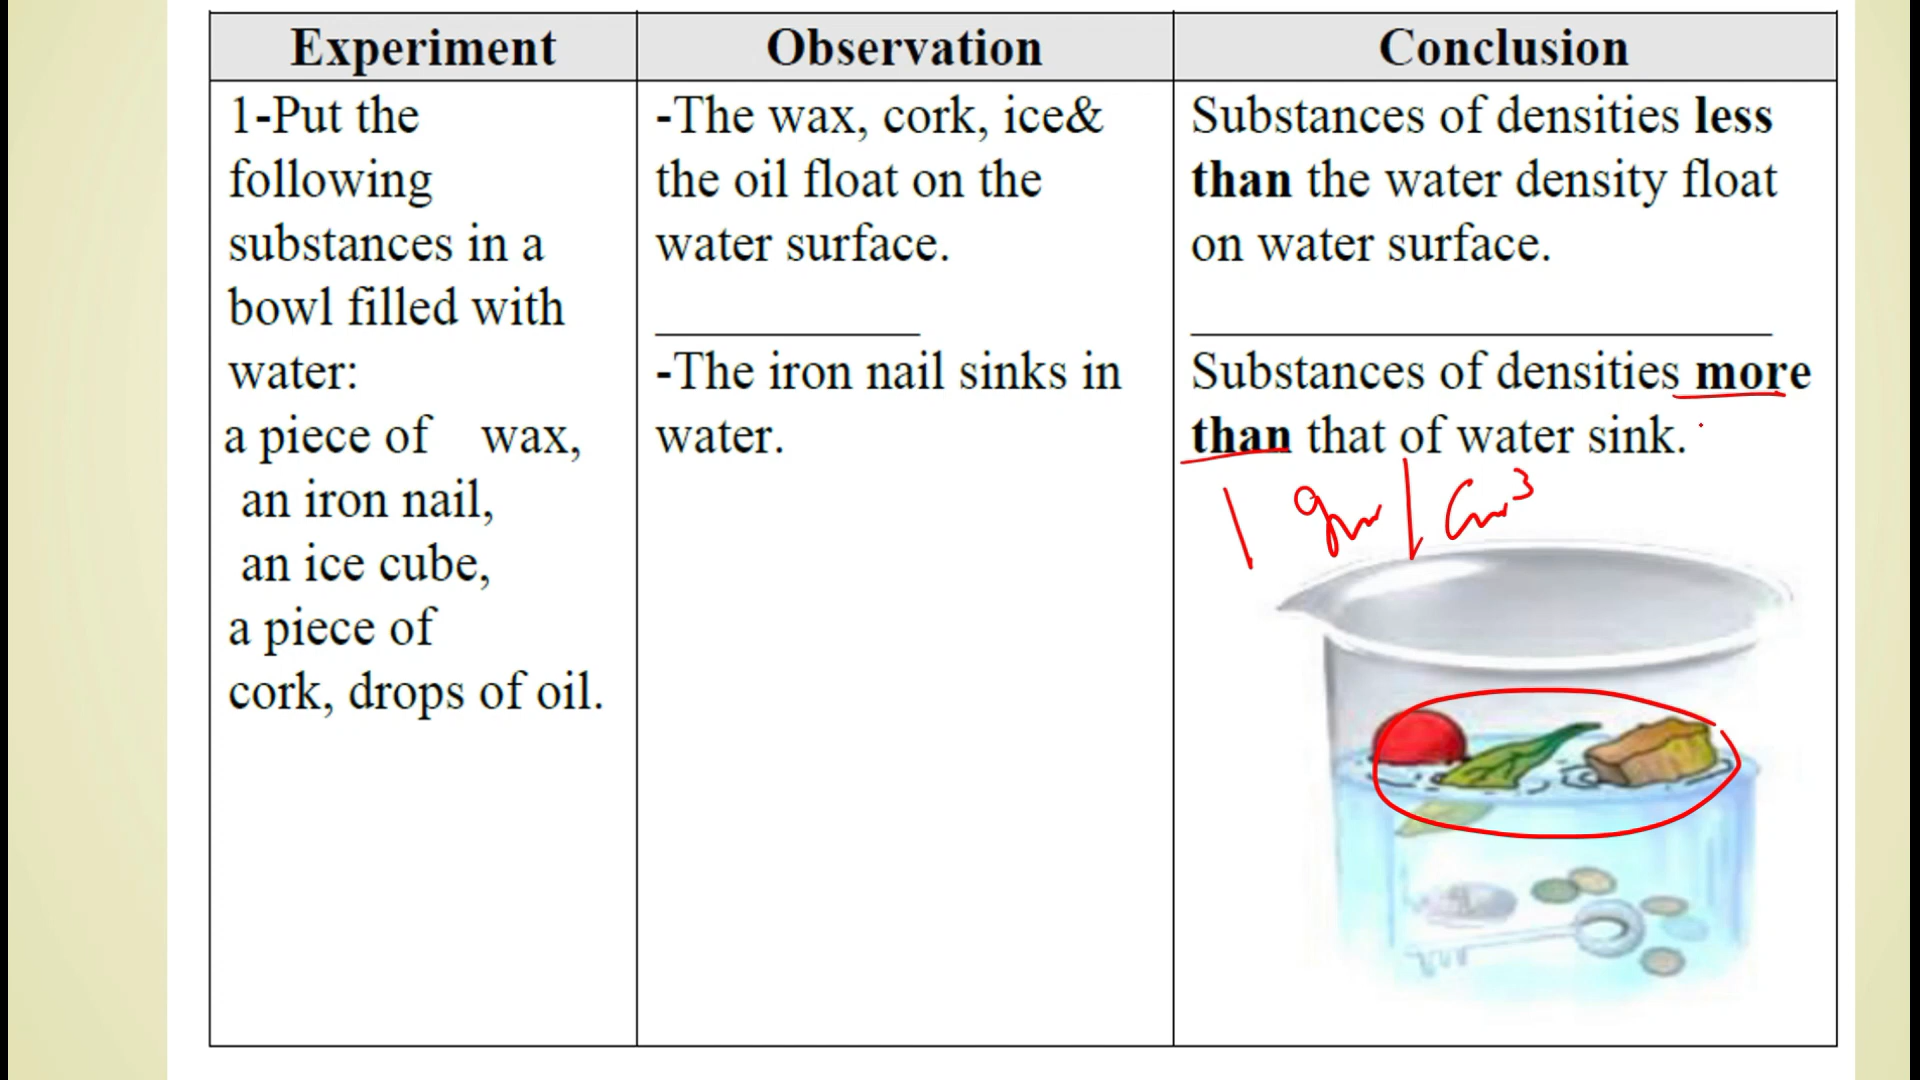 Experiment
Observation
Conclusion
1-Put the
following
substances in a
bowl filled with
water:
a piece of wax,
an iron nail,
an ice cube,
a piece of
cork, drops of oil.
-The wax, cork, ice&
the oil float on the
water surface.
-The iron nail sinks in
water.
Substances of densities less
than the water density float
on water surface.
Substances of densities more
than that of water sink.
1 gm/cm³